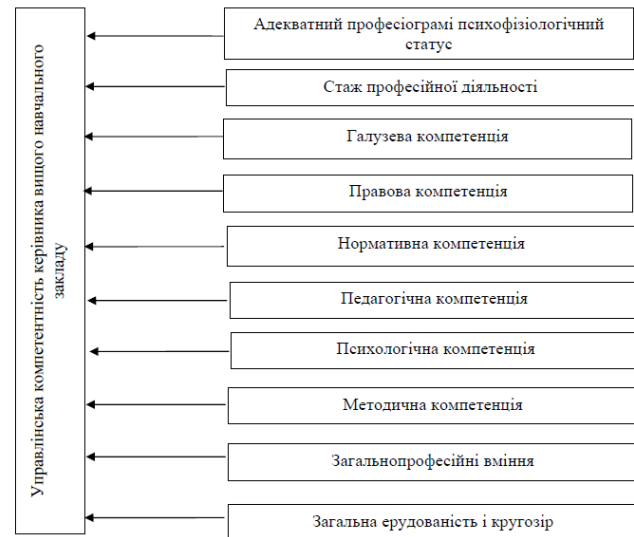 Управлінська компетентність керівника вищого навчального
закладу
Адекватний професіограмі психофізіологічний
статус
Стаж професійної діяльності
Галузева компетенція
Правова компетенція
Нормативна компетенція
Педагогічна компетенція
Психологічна компетенція
Методична компетенція
Загальнопрофесійні вміння
Загальна ерудованість і кругозір